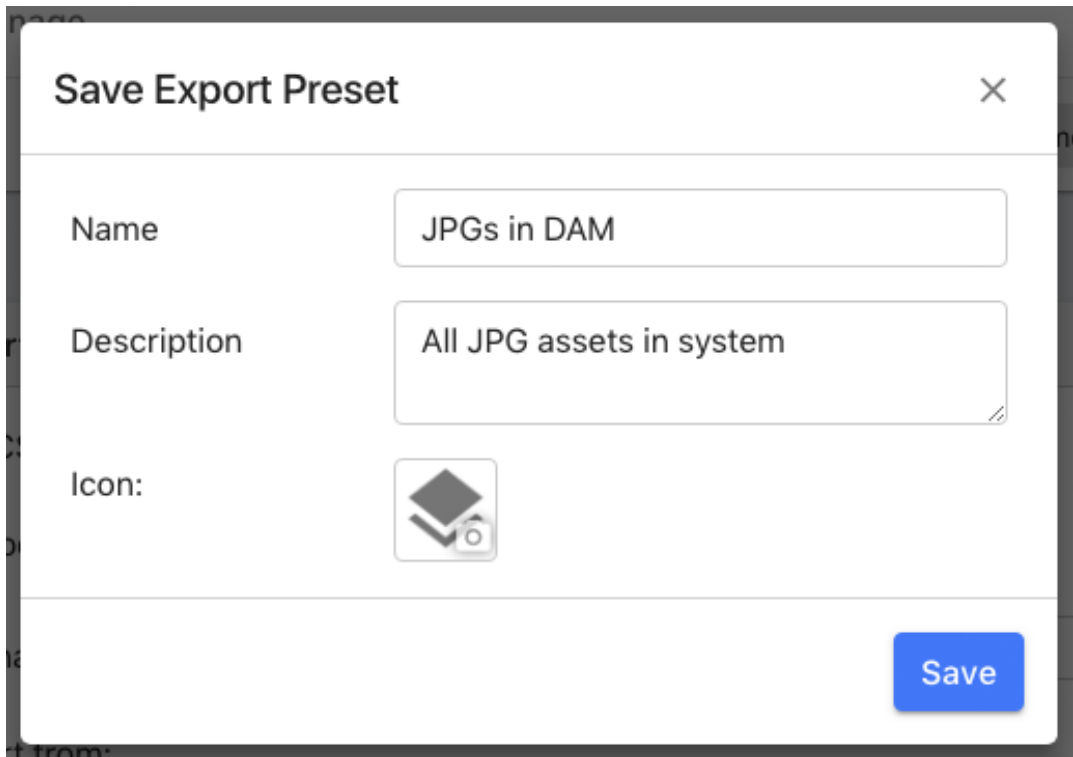 Save Export Preset
Name
JPGs in DAM
Description
All JPG assets in system
Icon:
Save